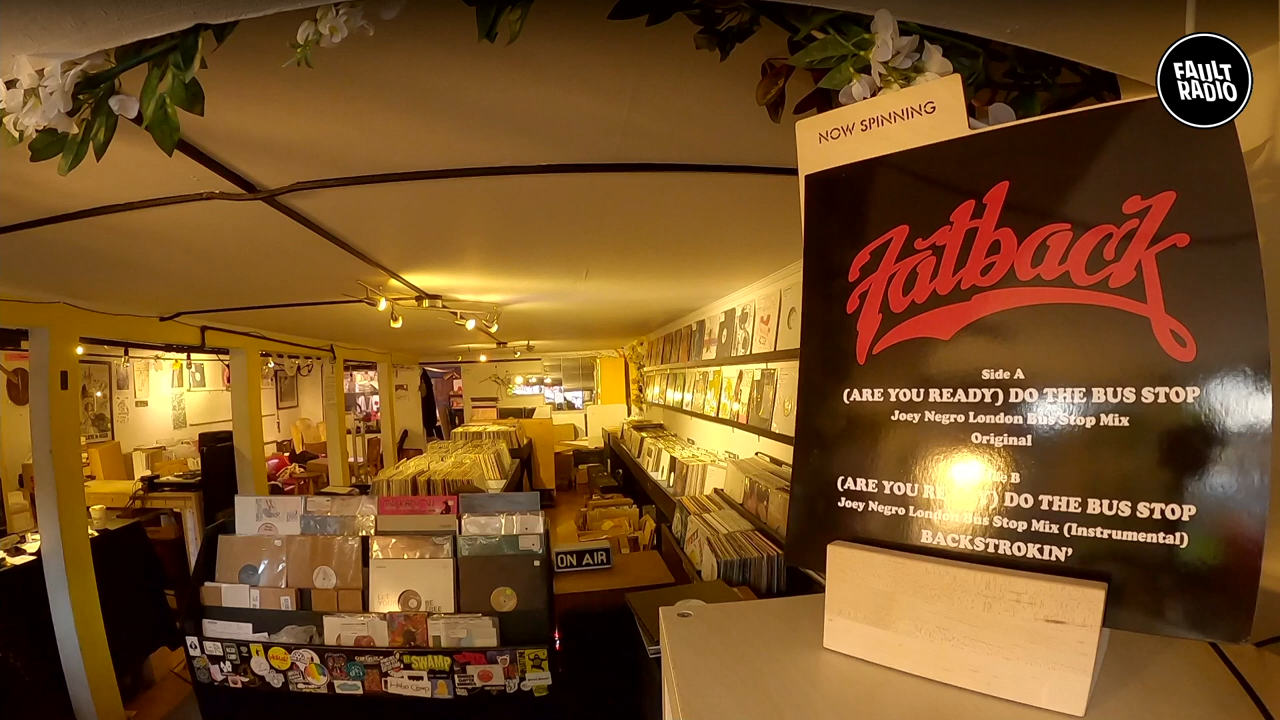 FAULT
RADIO
NOW SPINNING
Fatback
Side A
(ARE YOU READY) DO THE BUS STOP
Joey Negro London Bus Stop Mix
Original
B
(ARE YOU RE Y) DO THE BUS STOP
Joey Negro London Bus Stop Mix (Instrumental)
BACKSTROKIN'
ON AIR
SWAMP